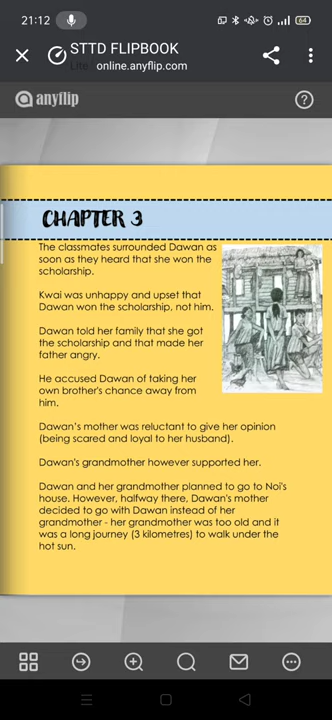 21:12
64
STTD FLIPBOOK
online.anyflip.com
anyflip
CHAPTER 3
The classmates surrounded Dawan as
soon as they heard that she won the
scholarship.
Kwai was unhappy and upset that
Dawan won the scholarship, not him.
Dawan told her family that she got
the scholarship and that made her
father angry.
He accused Dawan of taking her
own brother's chance away from
him.
Dawan's mother was reluctant to give her opinion
(being scared and loyal to her husband).
Dawan's grandmother however supported her.
Dawan and her grandmother planned to go to Noi's
house. However, halfway there, Dawan's mother
decided to go with Dawan instead of her
grandmother - her grandmother was too old and it
was a long journey (3 kilometres) to walk under the
hot sun.